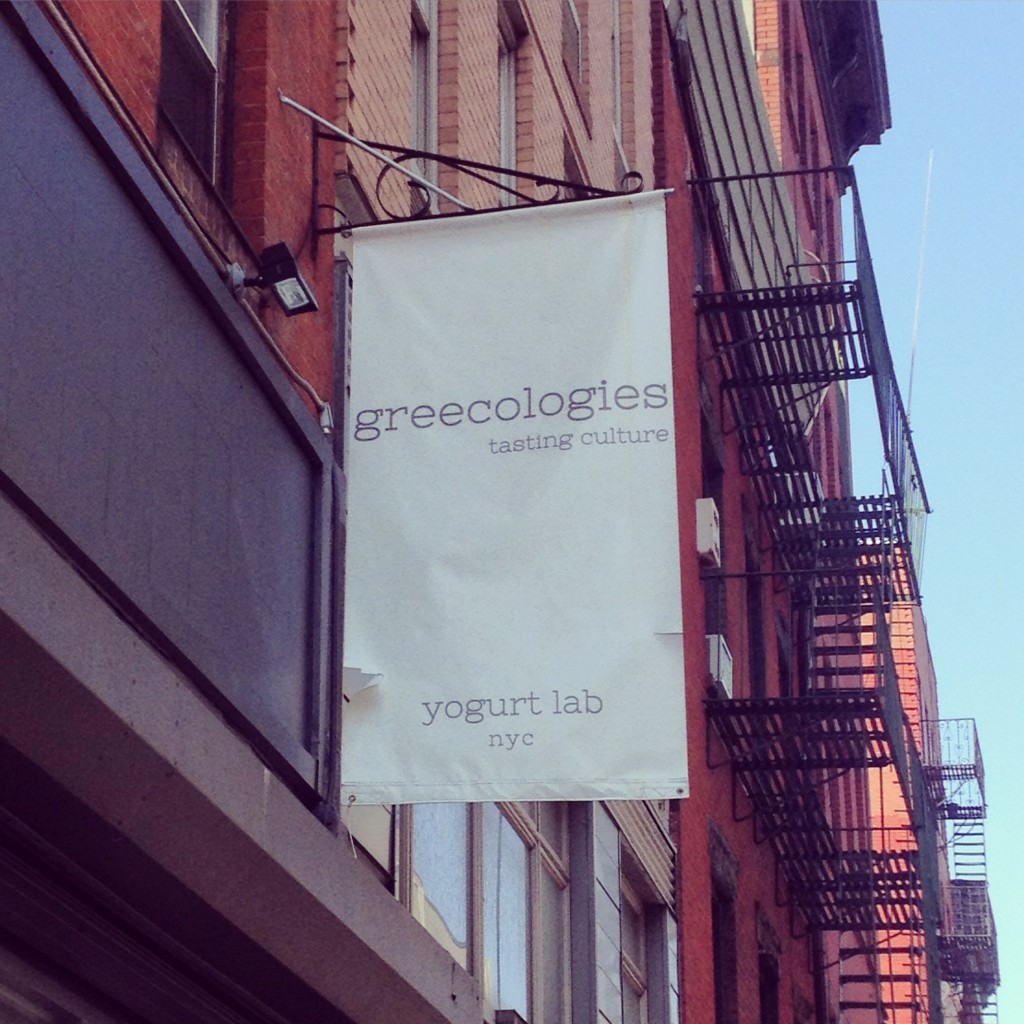 greecologies
tasting culture
yogurt lab
nyc